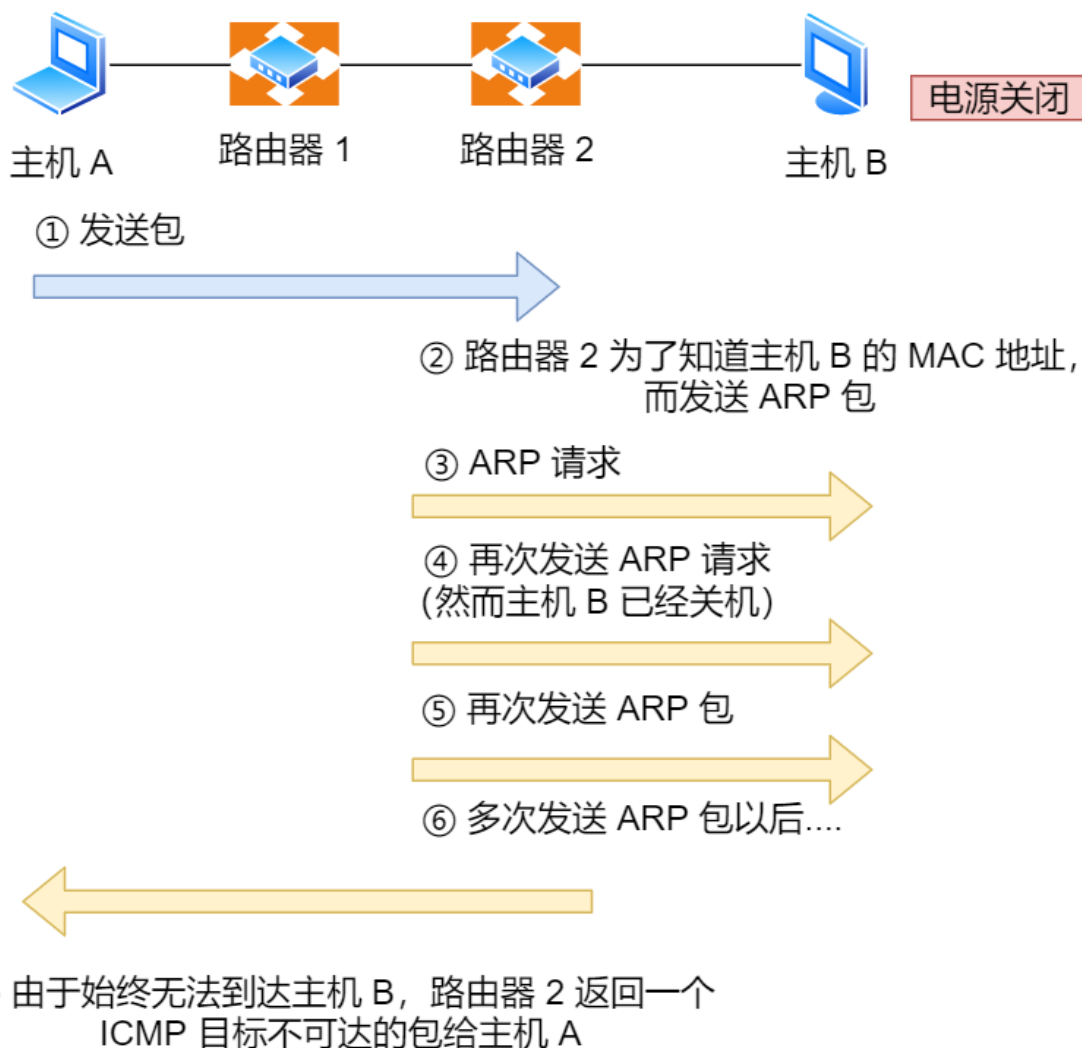 电源关闭
主机 A
路由器 1
路由器 2
主机 B
① 发送包
② 路由器 2 为了知道主机 B 的 MAC 地址，
而发送 ARP 包
③ ARP 请求
④ 再次发送 ARP 请求
（然而主机 B 已经关机）
⑤ 再次发送 ARP 包
⑥ 多次发送 ARP 包以后....
由于始终无法到达主机 B，路由器 2 返回一个
ICMP 目标不可达的包给主机 A